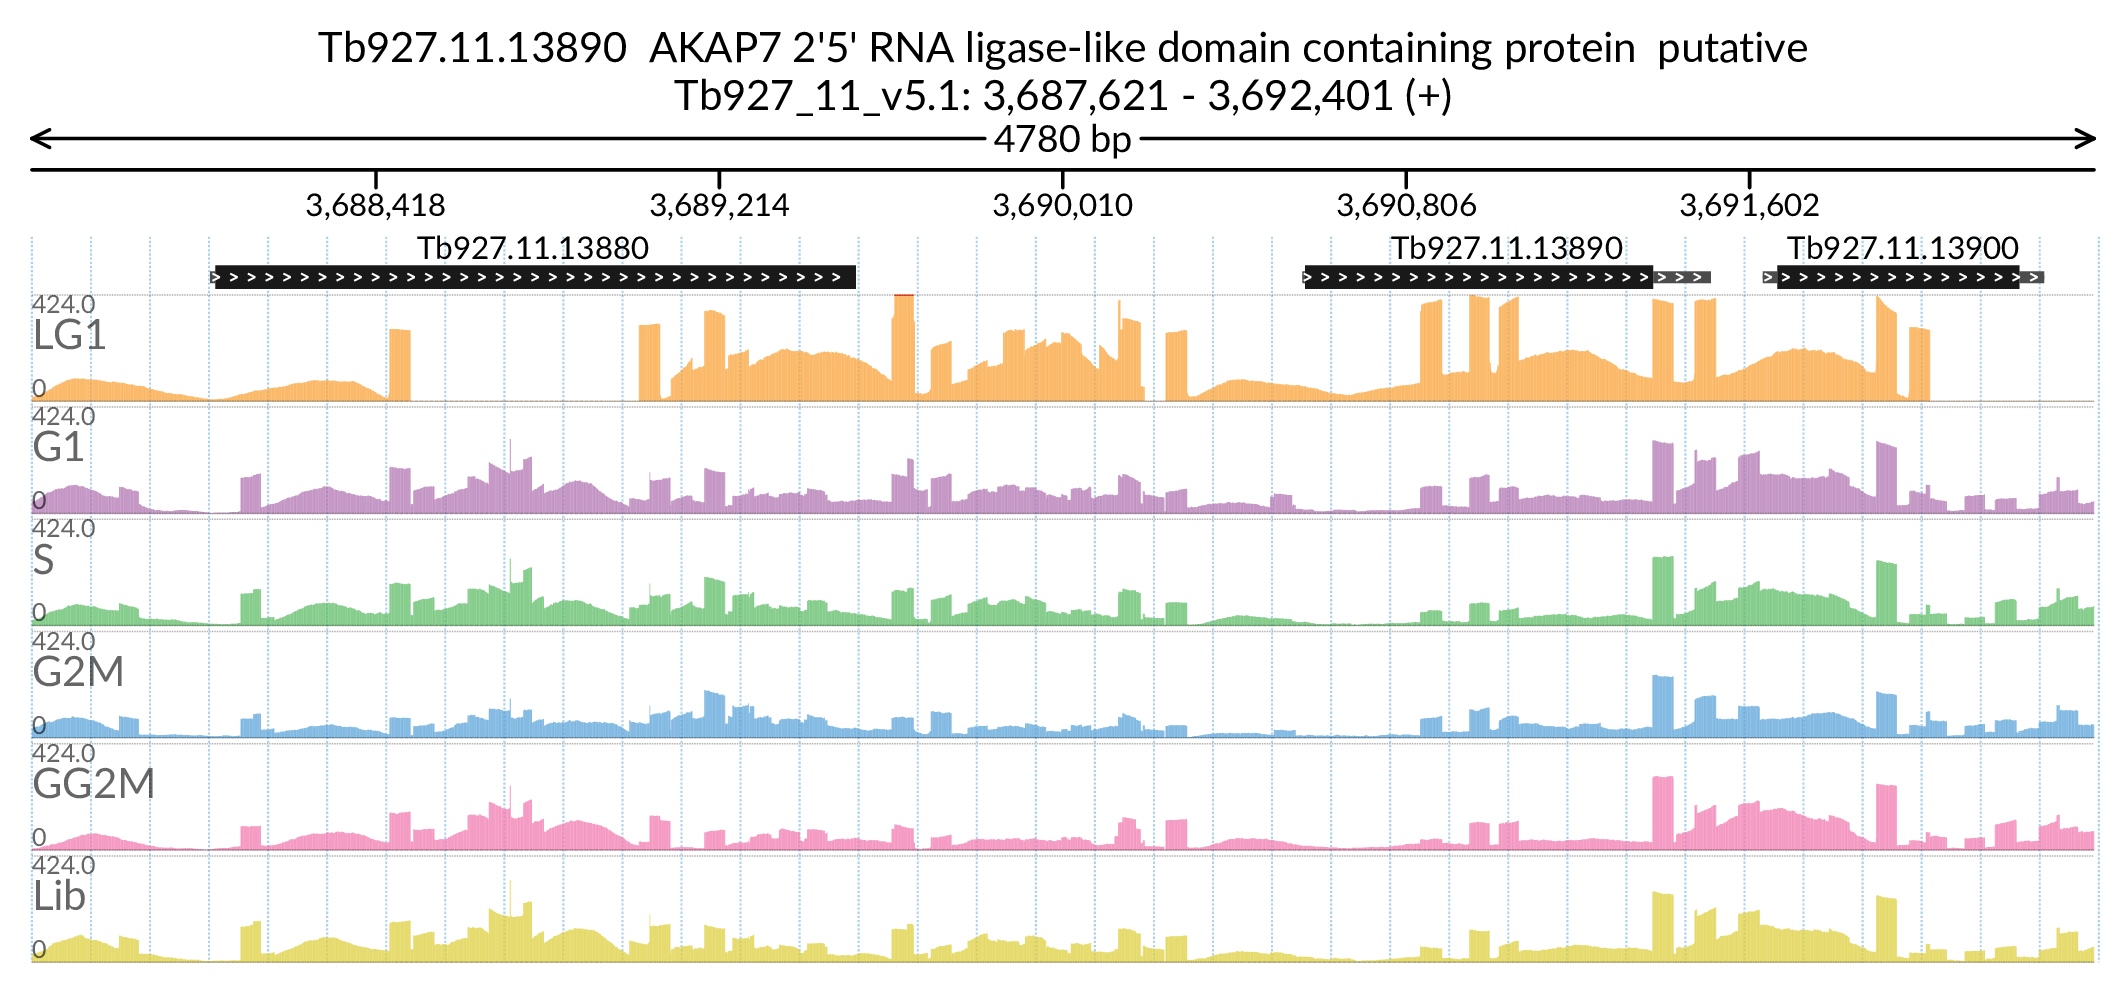 Tb927.11.13890  AKAP7 2'5' RNA ligase-like domain containing protein  putative
Tb927_11_v5.1: 3,687,621 - 3,692,401 (+)
4780 bp
3,688,418 3,689,214 3,690,010 3,690,806 3,691,602
Tb927.11.13880 Tb927.11.13890 Tb927.11.13900
424.0
LG1
0
424.0
G1
0
424.0
S
0
424.0
G2M
0
424.0
GG2M
0
424.0
Lib
0